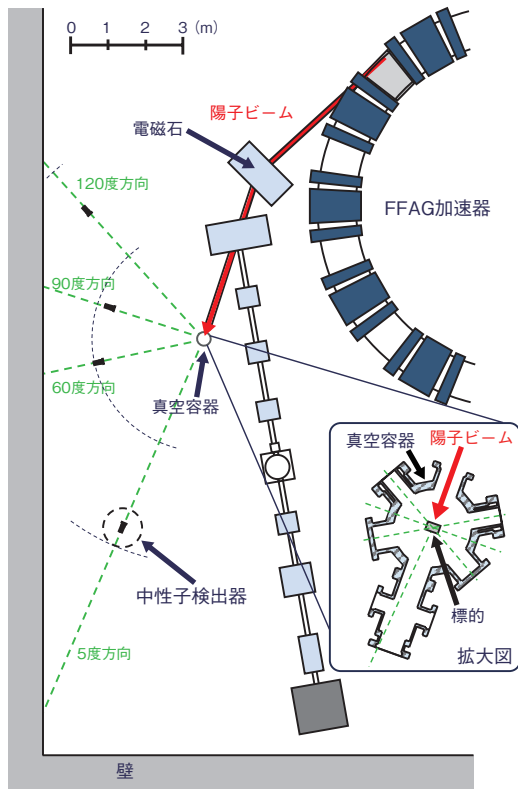 0 1 2 3 (m)
陽子ビーム
電磁石
120度方向
FFAG加速器
90度方向
60度方向
真空容器
陽子ビーム
真空容器
中性子検出器
標的
5度方向
拡大図
壁